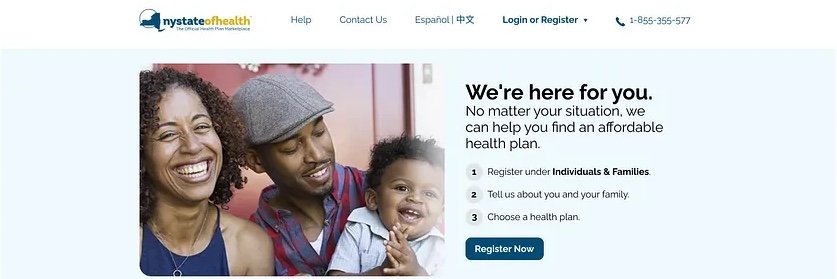 nystateofhealth
The Official Health Plan Marketplace
Help
Contact Us
Español | 中文
Login or Register
1-855-355-577
We're here for you.
No matter your situation, we
can help you find an affordable
health plan.
1 Register under Individuals & Families.
2 Tell us about you and your family.
3 Choose a health plan.
Register Now